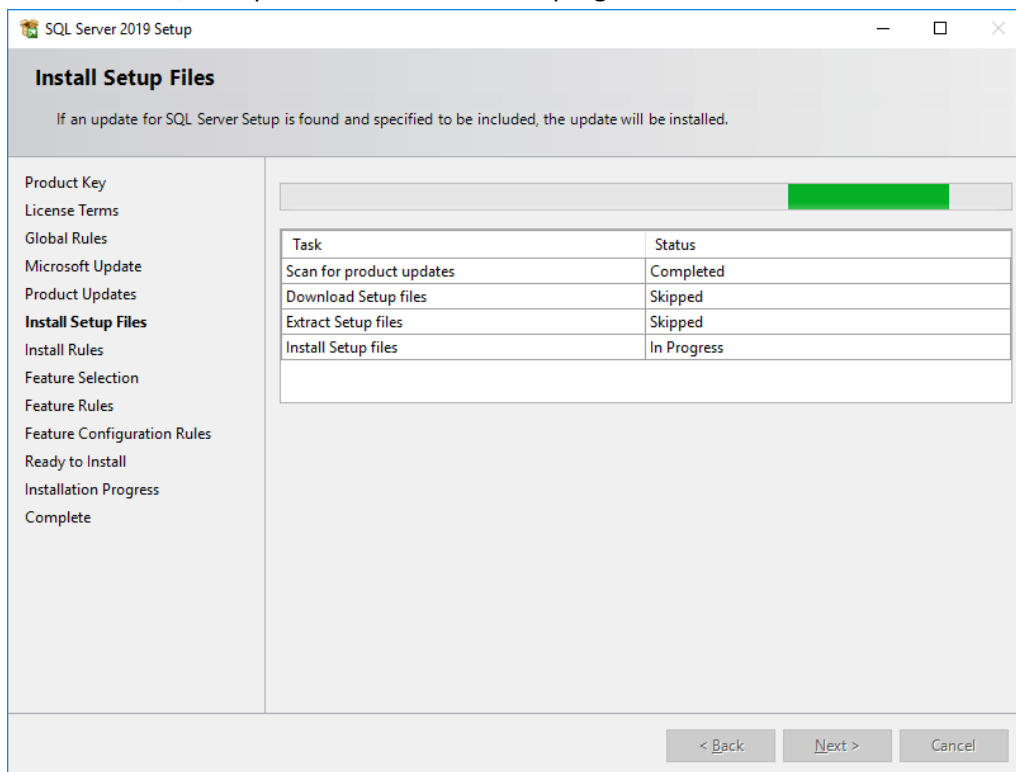 SQL Server 2019 Setup
Install Setup Files
If an update for SQL Server Setup is found and specified to be included, the update will be installed.
Product Key
License Terms
Global Rules
Microsoft Update
Product Updates
Install Setup Files
Install Rules
Feature Selection
Feature Rules
Feature Configuration Rules
Ready to Install
Installation Progress
Complete
Task Status
Scan for product updates Completed
Download Setup files Skipped
Extract Setup files Skipped
Install Setup files In Progress
< Back Next > Cancel